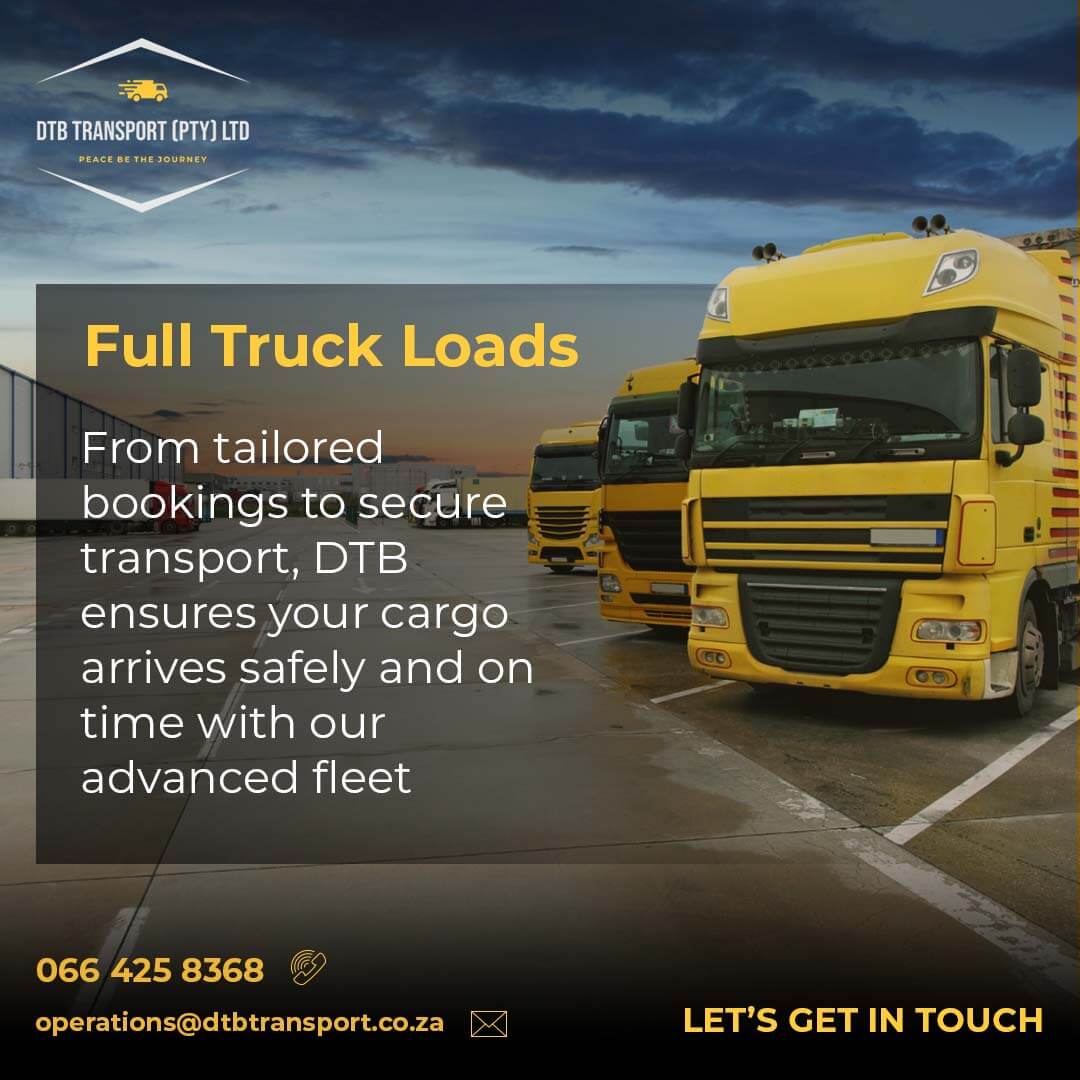 DTB TRANSPORT (PTY) LTD
PEACE BE THE JOURNEY
Full Truck Loads
From tailored
bookings to secure
transport, DTB
ensures your cargo
arrives safely and on
time with our
advanced fleet
066 425 8368
operations@dtbtransport.co.za
LET’S GET IN TOUCH